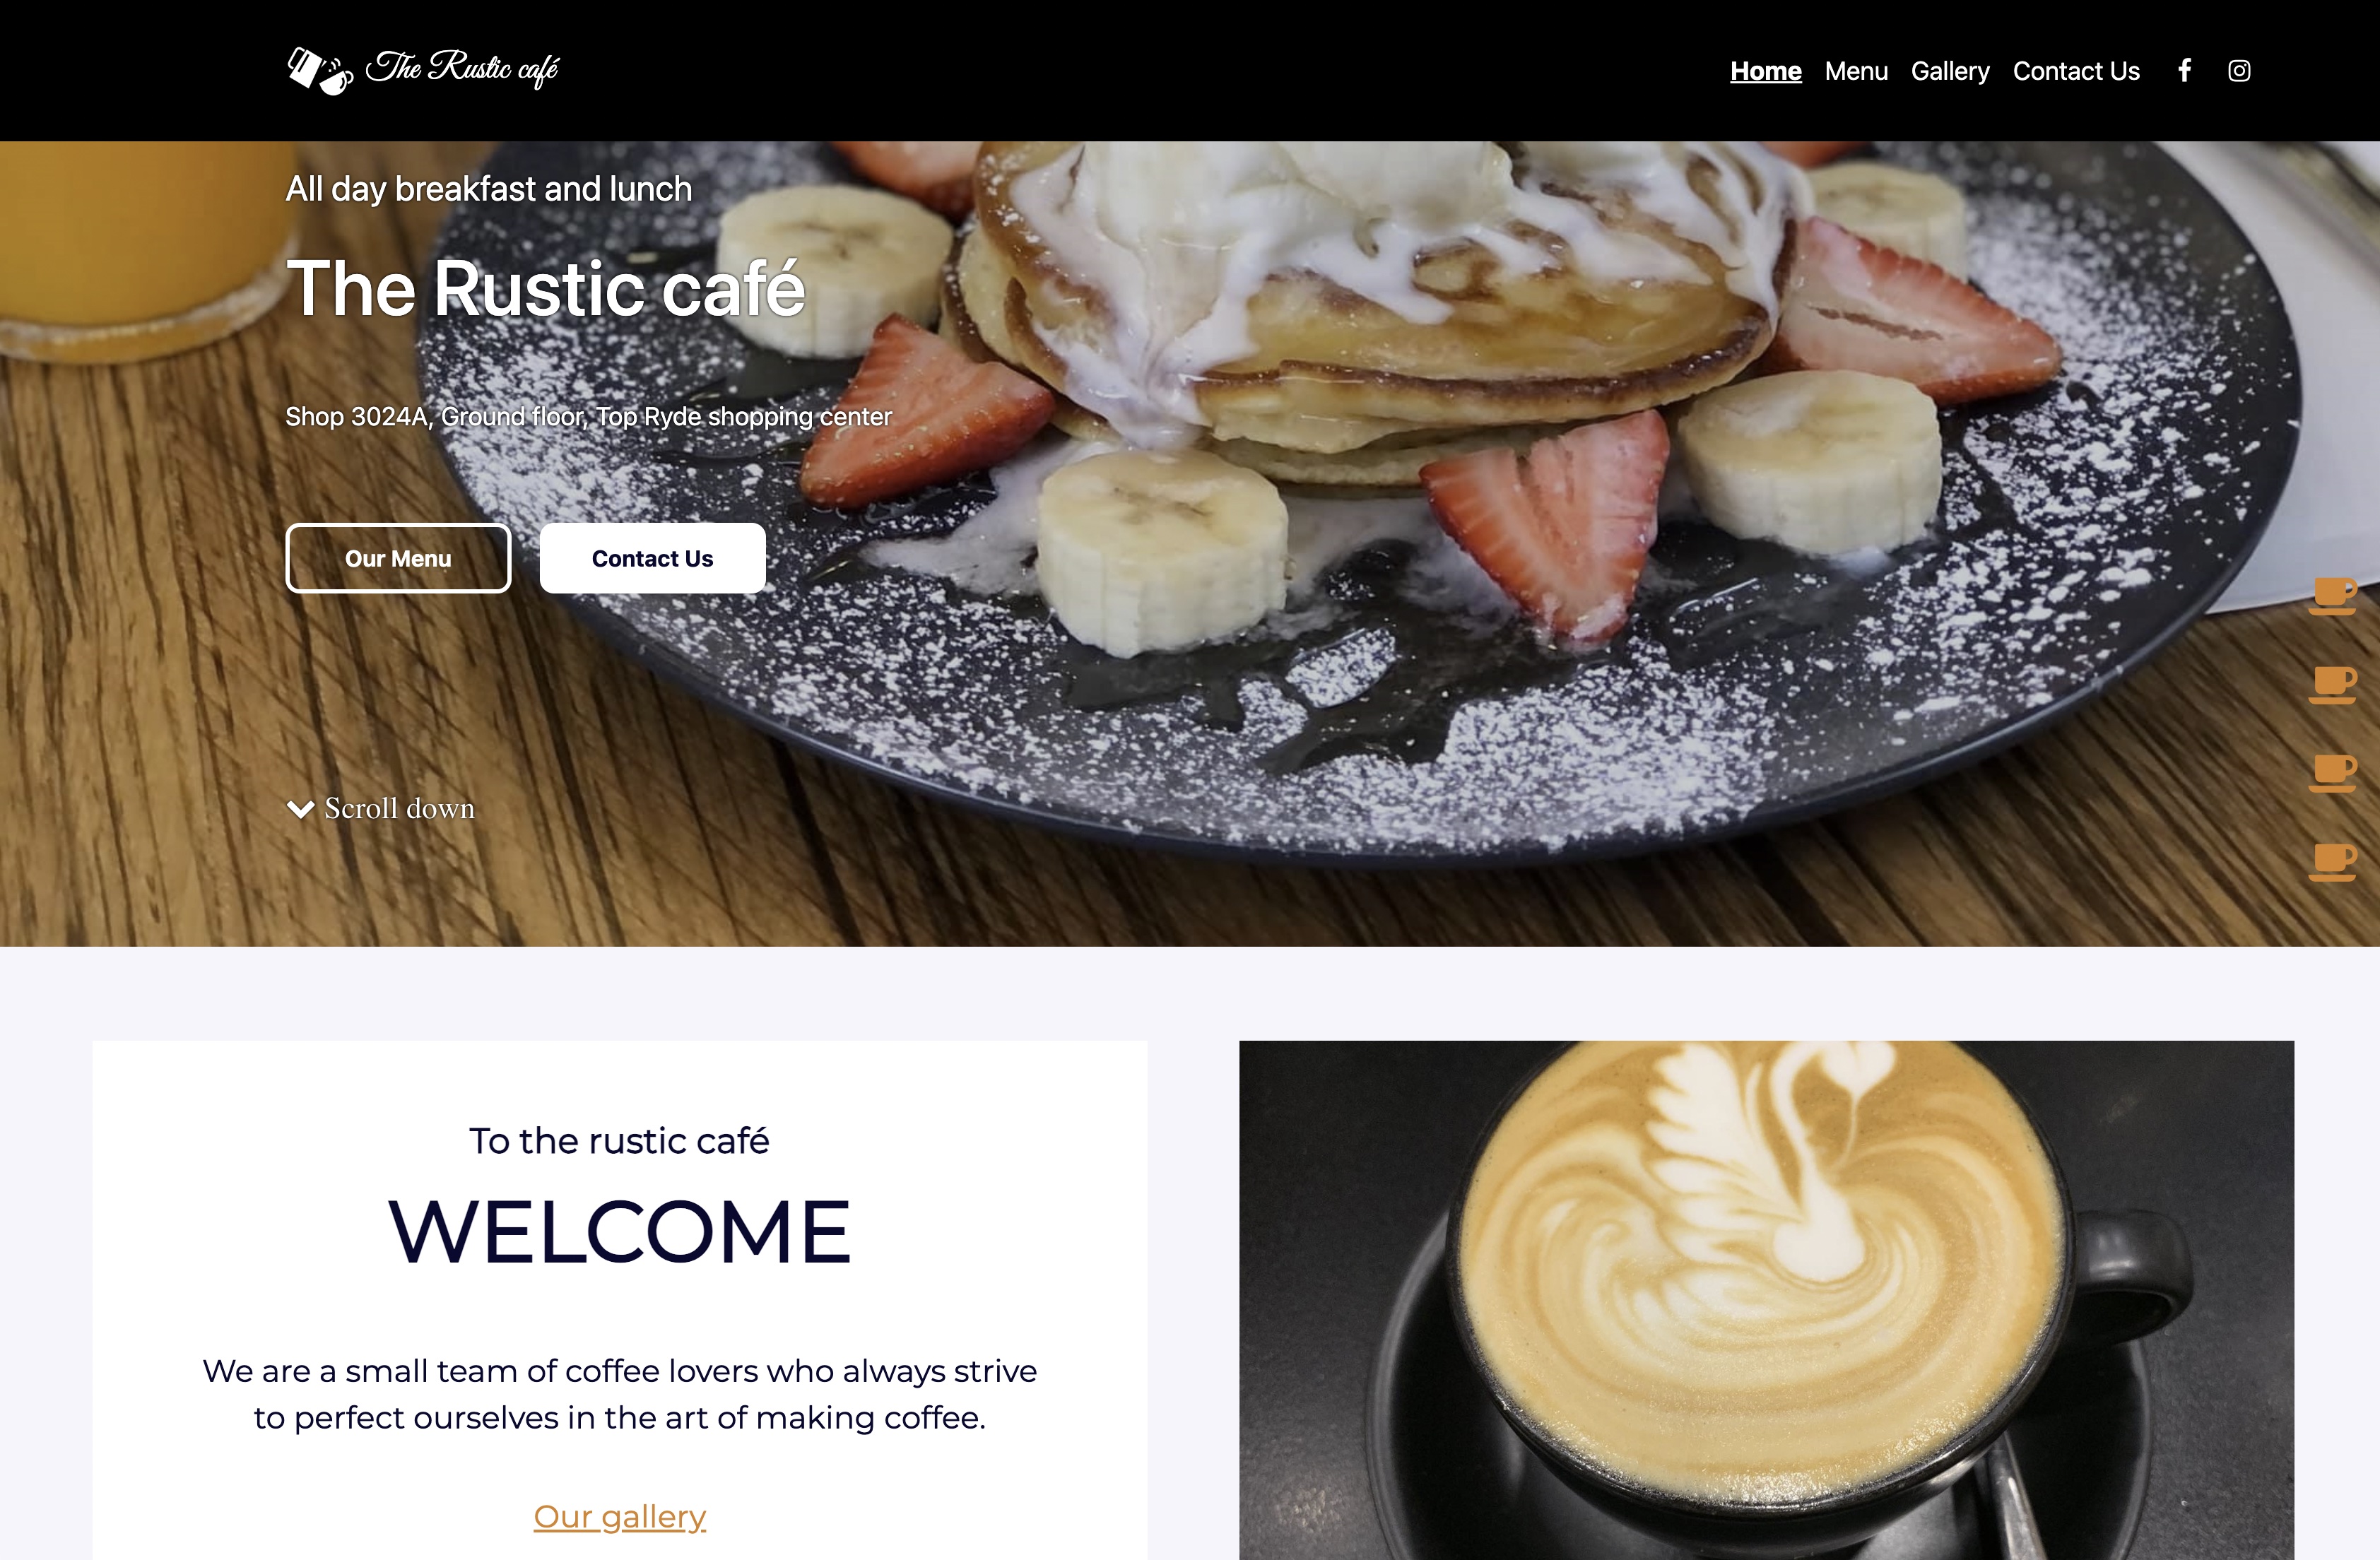 The Rustic café
Home Menu Gallery Contact Us
All day breakfast and lunch
The Rustic café
Shop 3024A, Ground floor, Top Ryde shopping center
Our Menu
Contact Us
Scroll down
To the rustic café
WELCOME
We are a small team of coffee lovers who always strive
to perfect ourselves in the art of making coffee.
Our gallery